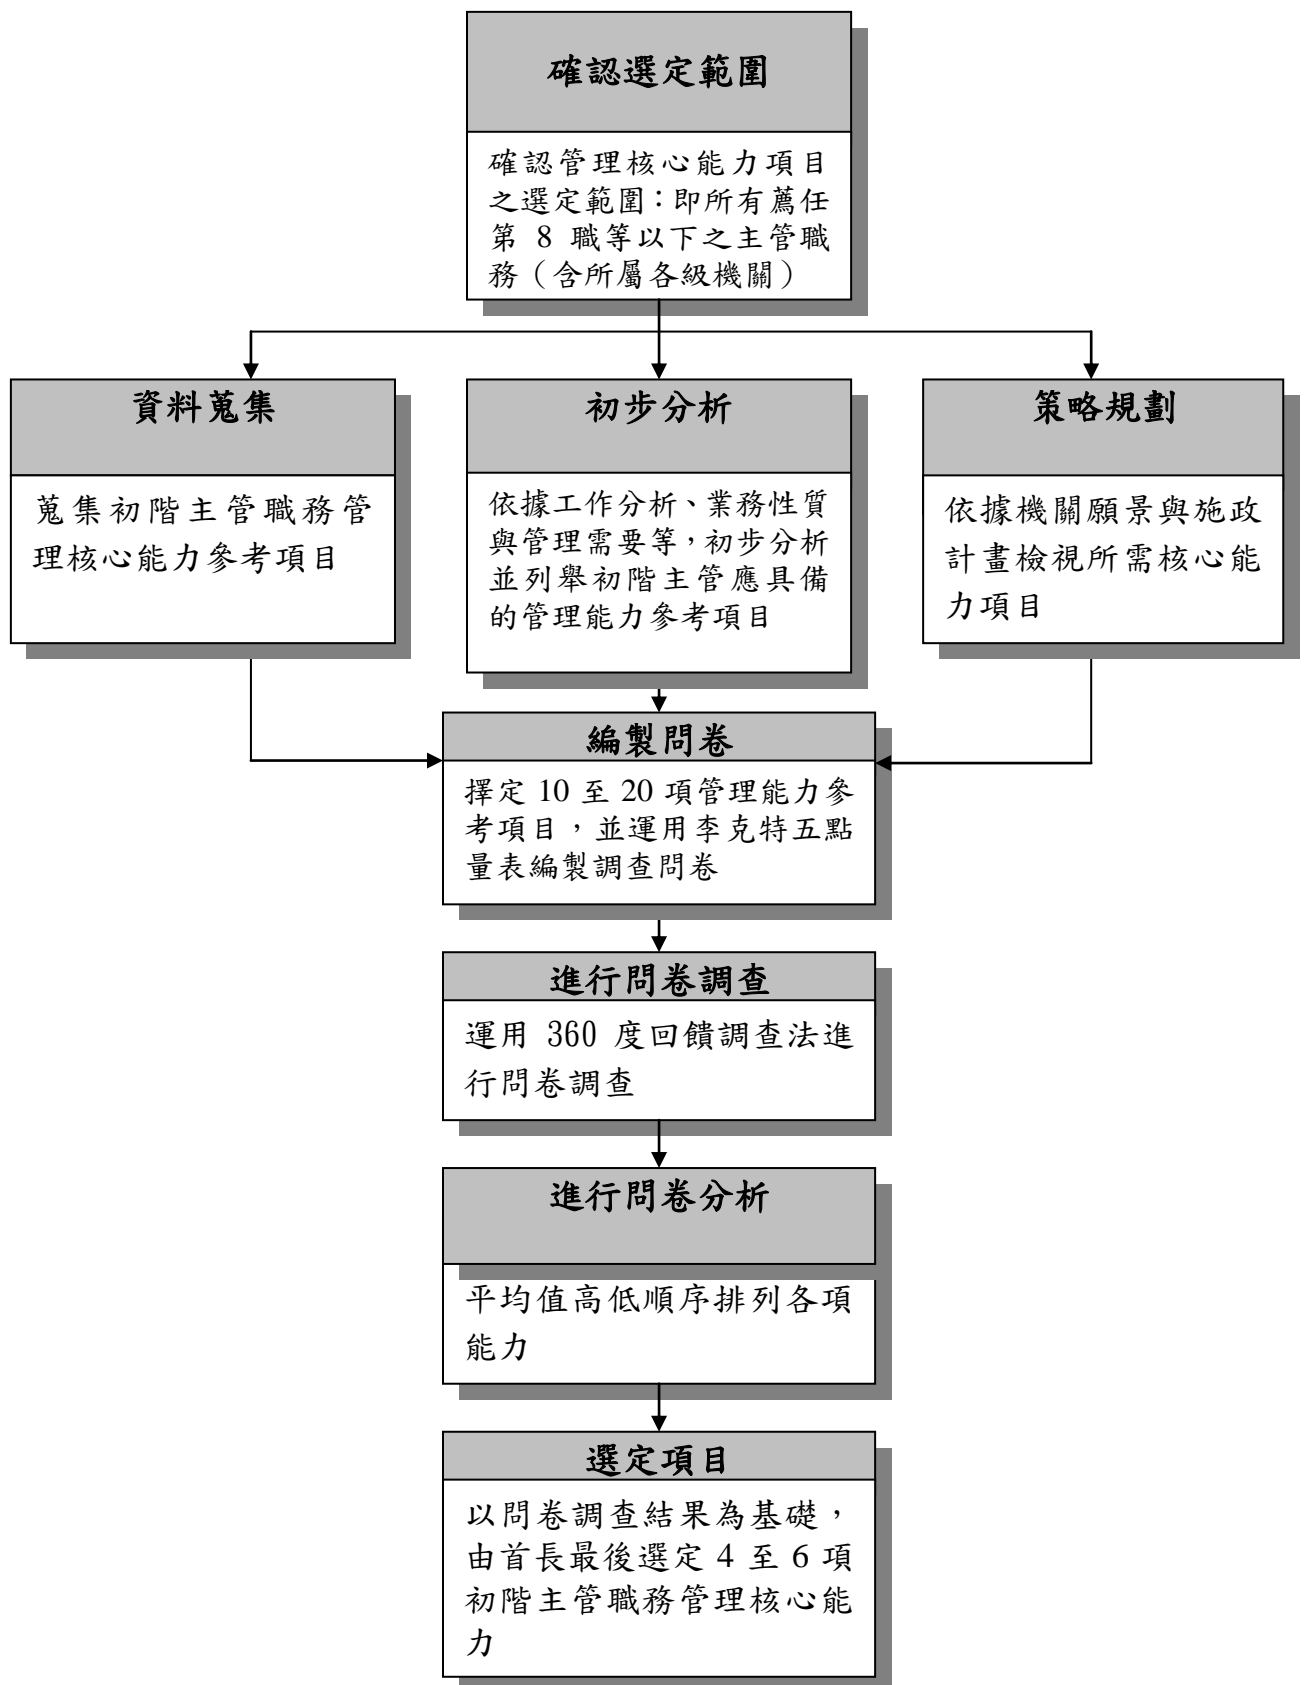 確認選定範圍
確認管理核心能力項目
之選定範圍：即所有薦任
第 8 職等以下之主管職
務（含所屬各級機關）
資料蒐集
蒐集初階主管職務管
理核心能力參考項目
初步分析
依據工作分析、業務性質
與管理需要等，初步分析
並列舉初階主管應具備
的管理能力參考項目
策略規劃
依據機關願景與施政
計畫檢視所需核心能
力項目
編製問卷
擇定 10 至 20 項管理能力參
考項目，並運用李克特五點
量表編製調查問卷
進行問卷調查
運用 360 度回饋調查法進
行問卷調查
進行問卷分析
平均值高低順序排列各項
能力
選定項目
以問卷調查結果為基礎，
由首長最後選定 4 至 6 項
初階主管職務管理核心能
力